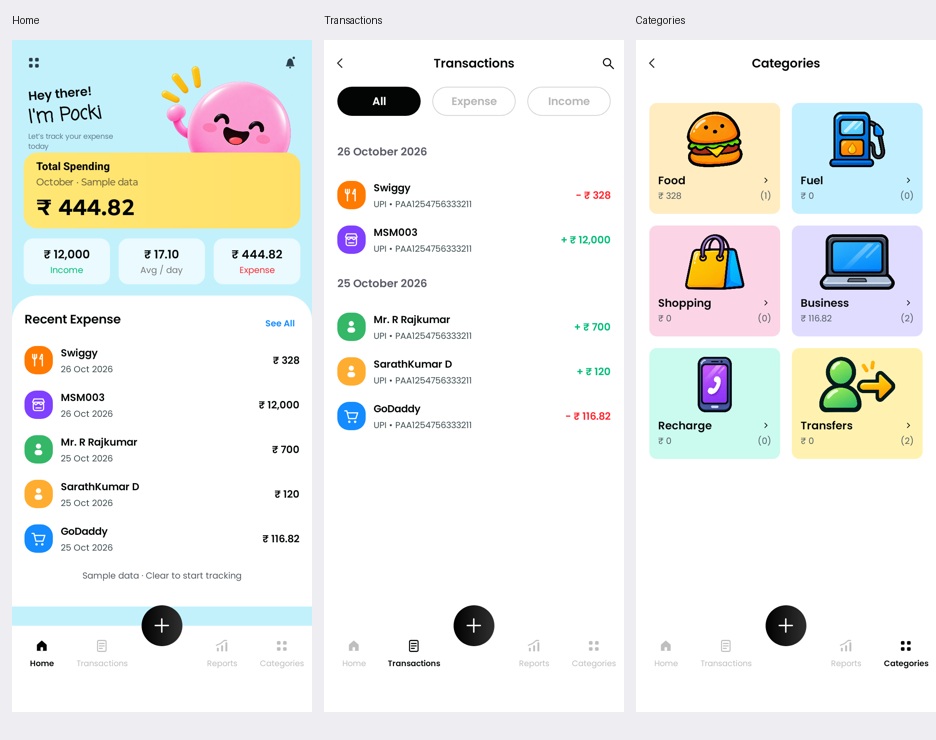 Home
Hey there!
I'm Pocki
Let's track your expense
today
Total Spending
October · Sample data
₹ 444.82
₹ 12,000
Income
₹ 17.10
Avg / day
₹ 444.82
Expense
Recent Expense
See All
Swiggy
26 Oct 2026
₹ 328
MSM003
26 Oct 2026
₹ 12,000
Mr. R Rajkumar
25 Oct 2026
₹ 700
SarathKumar D
25 Oct 2026
₹ 120
GoDaddy
25 Oct 2026
₹ 116.82
Sample data · Clear to start tracking
Home
Transactions
Reports
Categories
Transactions
Transactions
All
Expense
Income
26 October 2026
Swiggy
UPI • PAA1254756333211
- ₹ 328
MSM003
UPI • PAA1254756333211
+ ₹ 12,000
25 October 2026
Mr. R Rajkumar
UPI • PAA1254756333211
+ ₹ 700
SarathKumar D
UPI • PAA1254756333211
+ ₹ 120
GoDaddy
UPI • PAA1254756333211
- ₹ 116.82
Home
Transactions
Reports
Categories
Categories
Categories
Food
₹ 328
(1)
Fuel
₹ 0
(0)
Shopping
₹ 0
(0)
Business
₹ 116.82
(2)
Recharge
₹ 0
(0)
Transfers
₹ 0
(2)
Home
Transactions
Reports
Categories